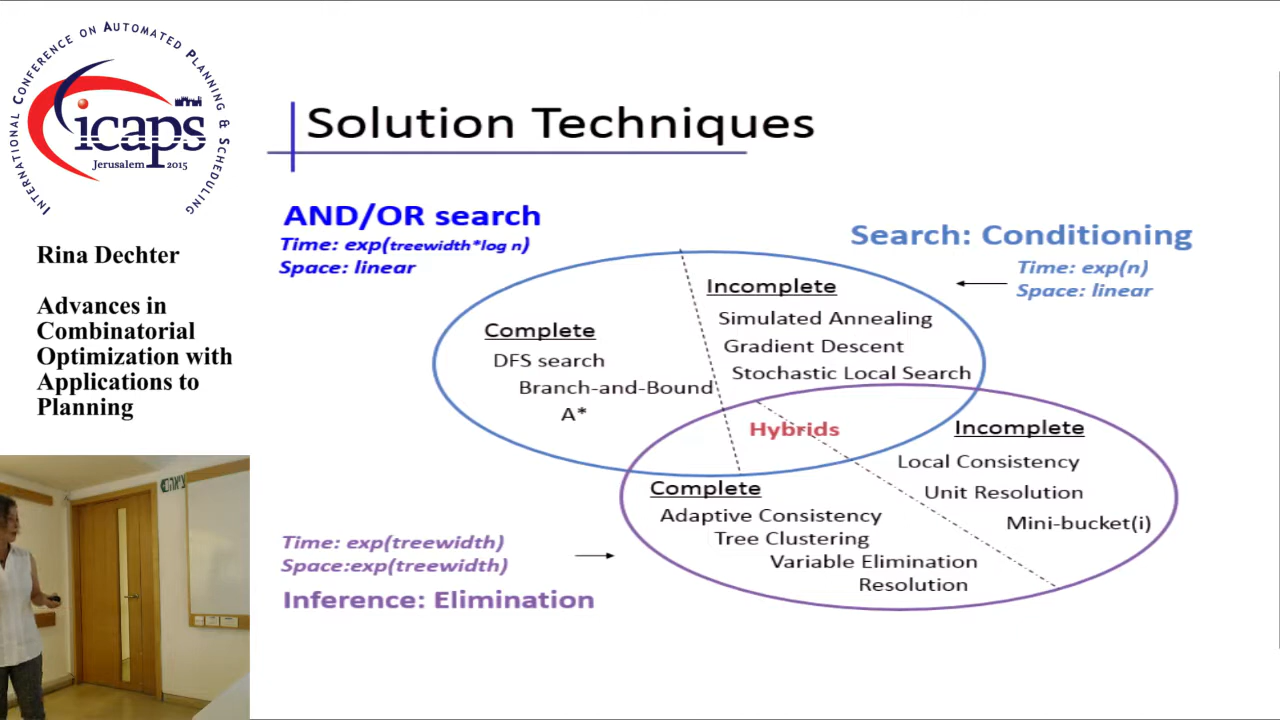 INTERNATIONAL CONFERENCE ON AUTOMATED PLANNING & SCHEDULING
icaps
Jerusalem 2015
Rina Dechter
Advances in
Combinatorial
Optimization with
Applications to
Planning
Solution Techniques
AND/OR search
Time: exp(treewidth*log n)
Space: linear
Search: Conditioning
Time: exp(n)
Space: linear
Complete
DFS search
Branch-and-Bound
A*
Incomplete
Simulated Annealing
Gradient Descent
Stochastic Local Search
Hybrids
Incomplete
Local Consistency
Unit Resolution
Mini-bucket(i)
Complete
Adaptive Consistency
Tree Clustering
Variable Elimination
Resolution
Time: exp(treewidth)
Space:exp(treewidth)
Inference: Elimination